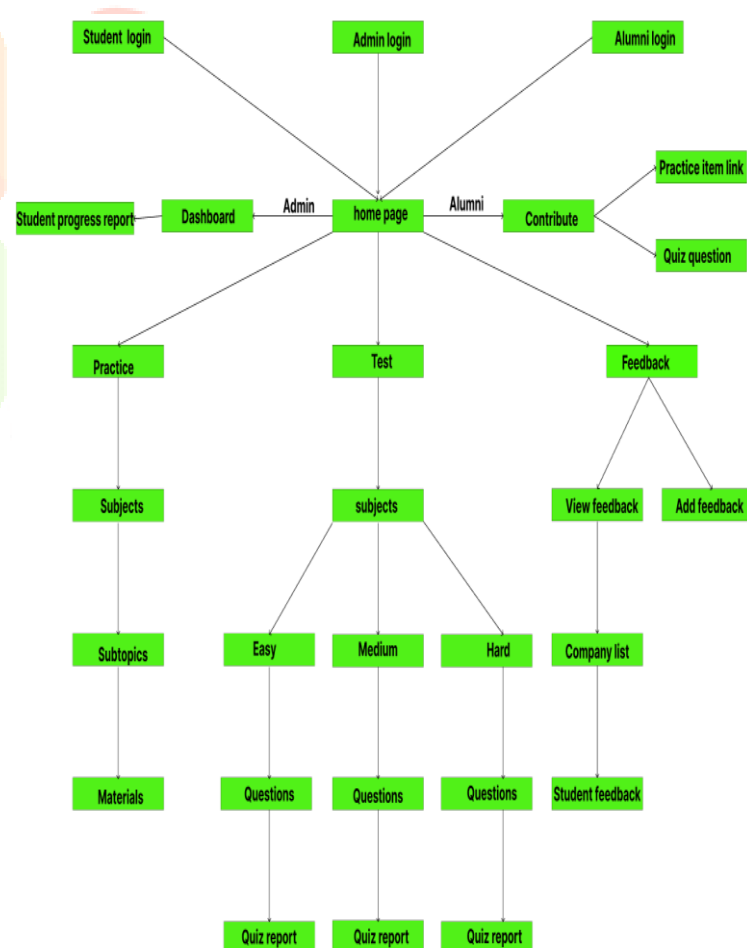 Student login
Admin login
Alumni login
Practice item link
Student progress report
Dashboard
Admin
home page
Alumni
Contribute
Quiz question
Practice
Test
Feedback
Subjects
subjects
View feedback
Add feedback
Subtopics
Easy
Medium
Hard
Company list
Materials
Questions
Questions
Questions
Student feedback
Quiz report
Quiz report
Quiz report